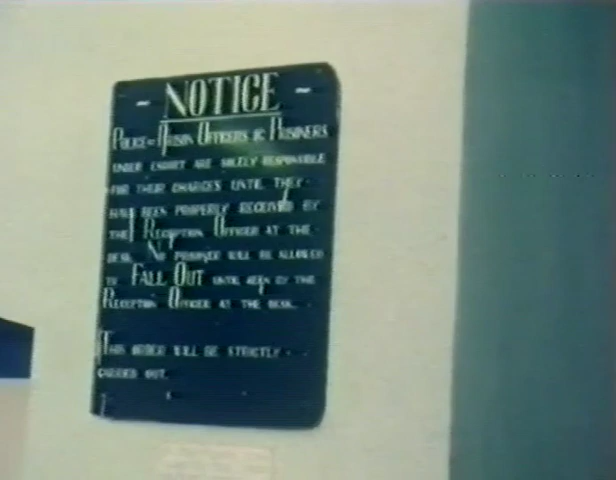 ~ NOTICE ~
POLICE OR PRISON OFFICERS & PRISONERS
UNDER ESCORT ARE SOLELY RESPONSIBLE
FOR THEIR CHARGES UNTIL THEY
HAVE BEEN PROPERLY RECEIVED BY
THE RECEPTION OFFICER AT THE
DESK. NO PRISONER WILL BE ALLOWED
TO FALL OUT UNTIL SEEN BY THE
RECEPTION OFFICER AT THE DESK.
THIS ORDER WILL BE STRICTLY
CARRIED OUT.